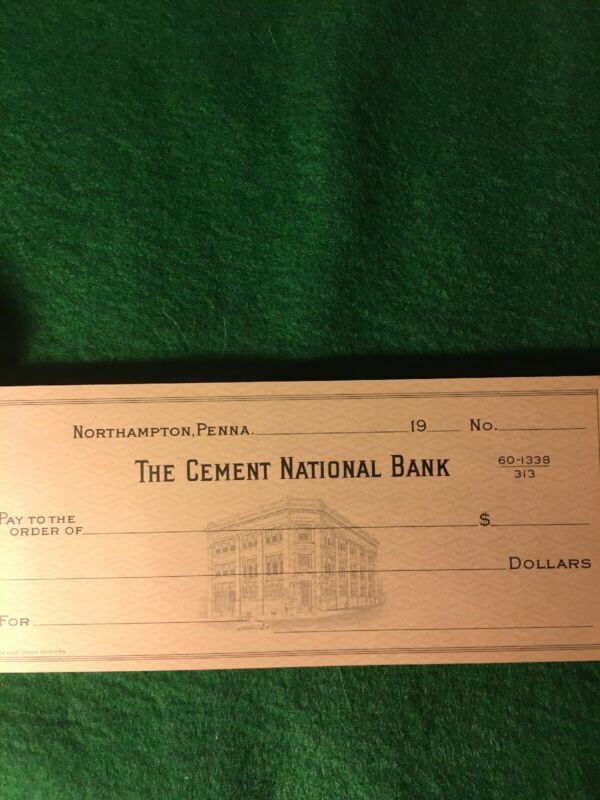 Northampton, Penna. 19 No.
The Cement National Bank
60-1338
313
Pay to the
order of $
Dollars
For